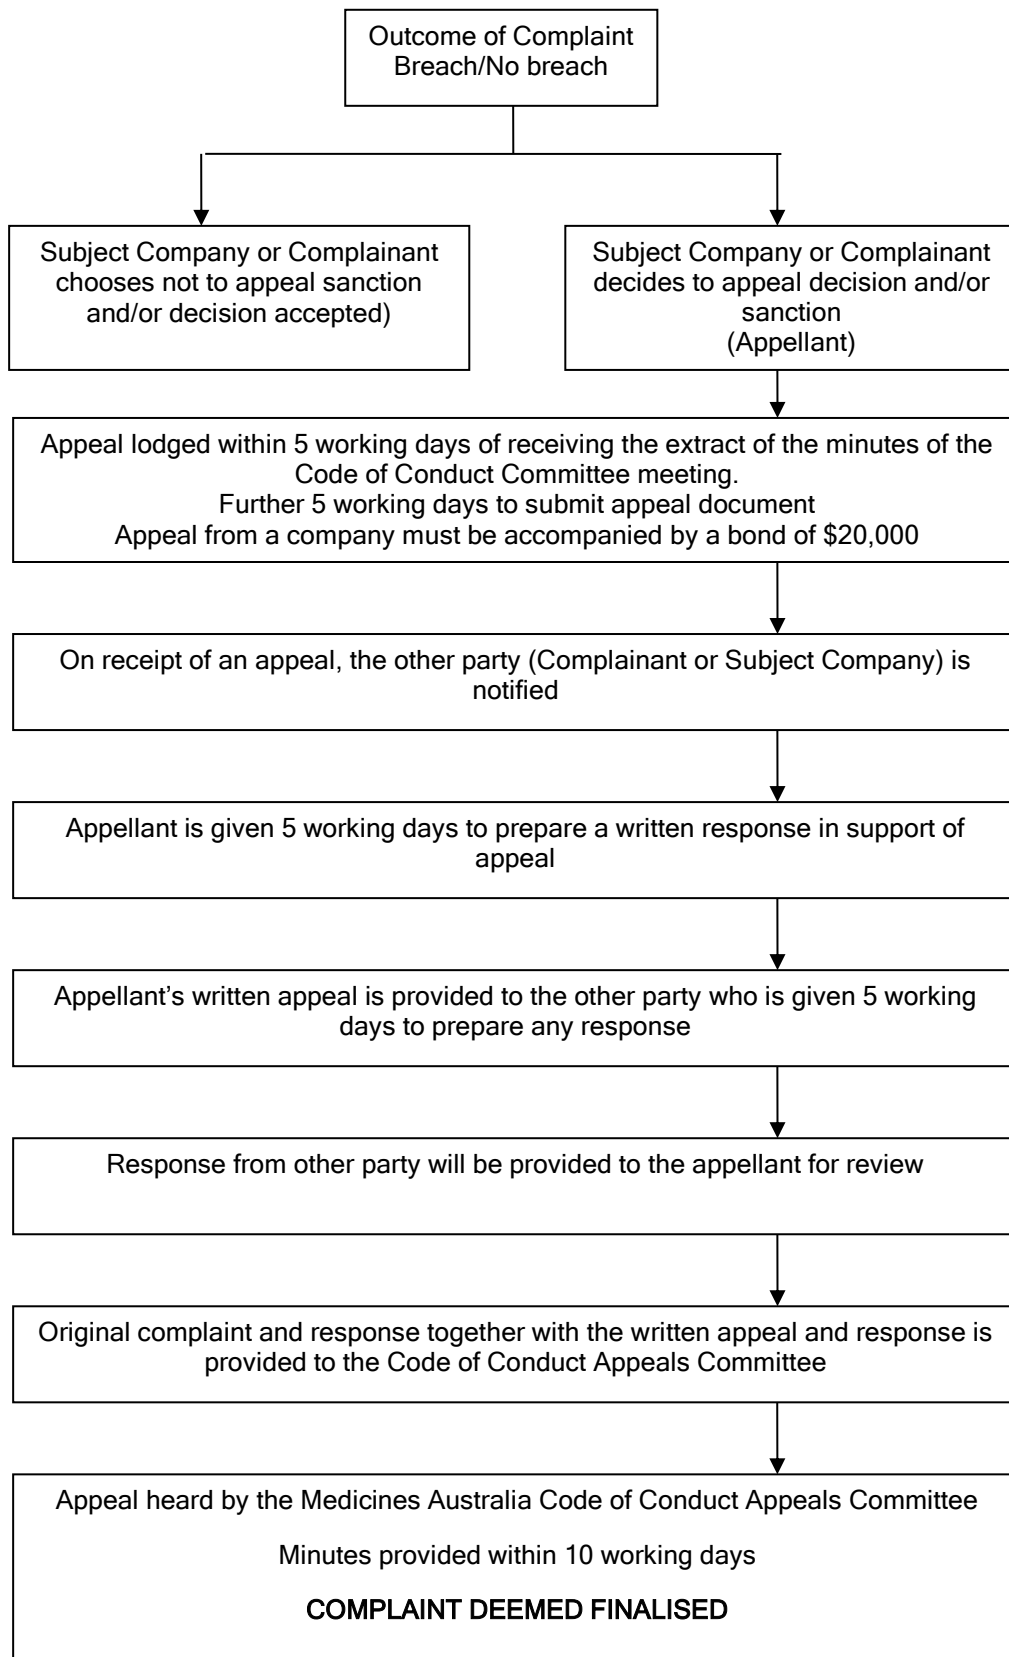 Outcome of Complaint
Breach/No breach
Subject Company or Complainant
chooses not to appeal sanction
and/or decision accepted)
Subject Company or Complainant
decides to appeal decision and/or
sanction
(Appellant)
Appeal lodged within 5 working days of receiving the extract of the minutes of the
Code of Conduct Committee meeting.
Further 5 working days to submit appeal document
Appeal from a company must be accompanied by a bond of $20,000
On receipt of an appeal, the other party (Complainant or Subject Company) is
notified
Appellant is given 5 working days to prepare a written response in support of
appeal
Appellant’s written appeal is provided to the other party who is given 5 working
days to prepare any response
Response from other party will be provided to the appellant for review
Original complaint and response together with the written appeal and response is
provided to the Code of Conduct Appeals Committee
Appeal heard by the Medicines Australia Code of Conduct Appeals Committee
Minutes provided within 10 working days
COMPLAINT DEEMED FINALISED